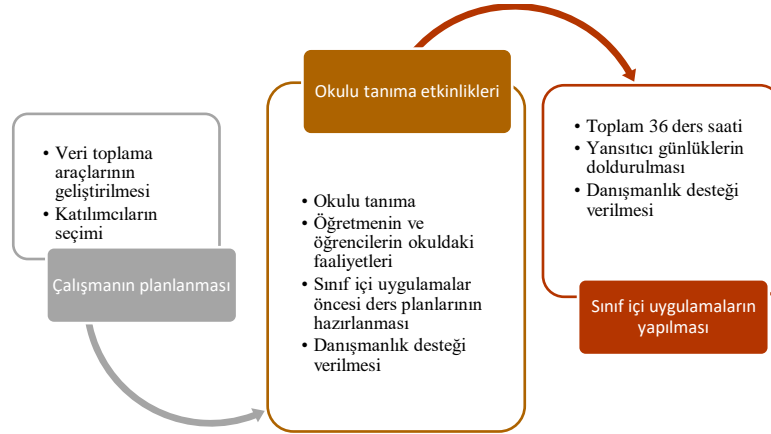 • Veri toplama
araçlarının
geliştirilmesi
• Katılımcıların
seçimi
Çalışmanın planlanması
Okulu tanıma etkinlikleri
• Okulu tanıma
• Öğretmenin ve
öğrencilerin okuldaki
faaliyetleri
• Sınıf içi uygulamalar
öncesi ders planlarının
hazırlanması
• Danışmanlık desteği
verilmesi
• Toplam 36 ders saati
• Yansıtıcı günlüklerin
doldurulması
• Danışmanlık desteği
verilmesi
Sınıf içi uygulamaların
yapılması